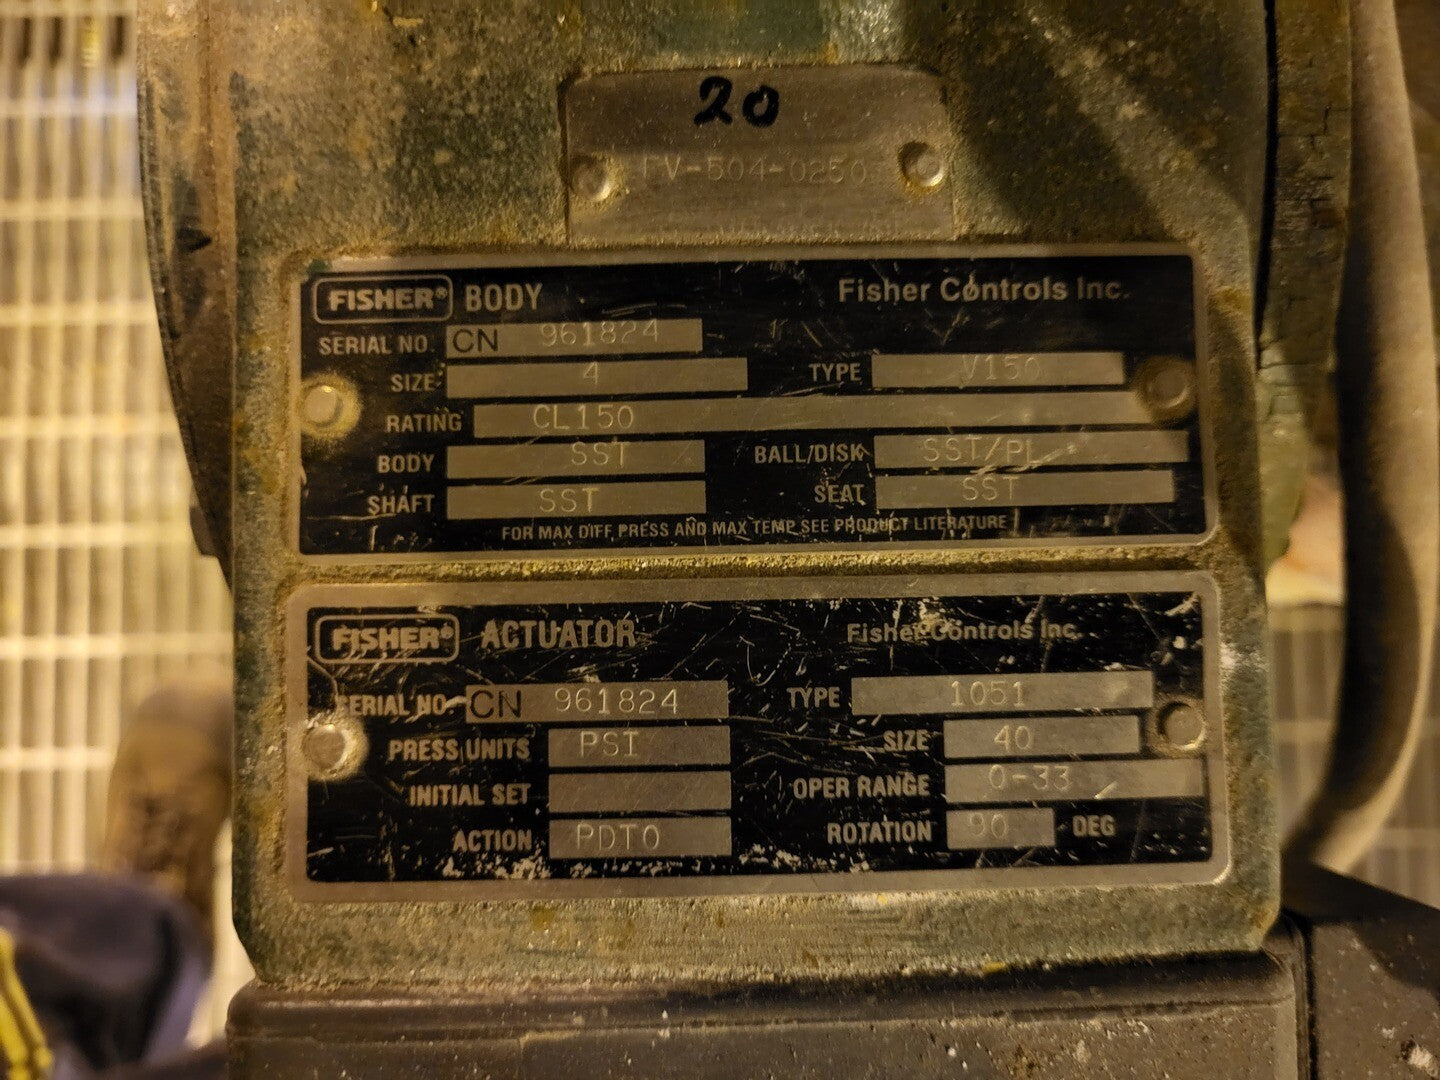 20
FV-504-0250
FISHER® BODY Fisher Controls Inc.
SERIAL NO. CN 961824
SIZE 4 TYPE V150
RATING CL150
BODY SST BALL/DISK SST/PL
SHAFT SST SEAT SST
FOR MAX DIFF PRESS AND MAX TEMP SEE PRODUCT LITERATURE
FISHER® ACTUATOR Fisher Controls Inc.
SERIAL NO CN 961824 TYPE 1051
PRESS UNITS PSI SIZE 40
INITIAL SET OPER RANGE 0-33
ACTION PDTO ROTATION 90 DEG